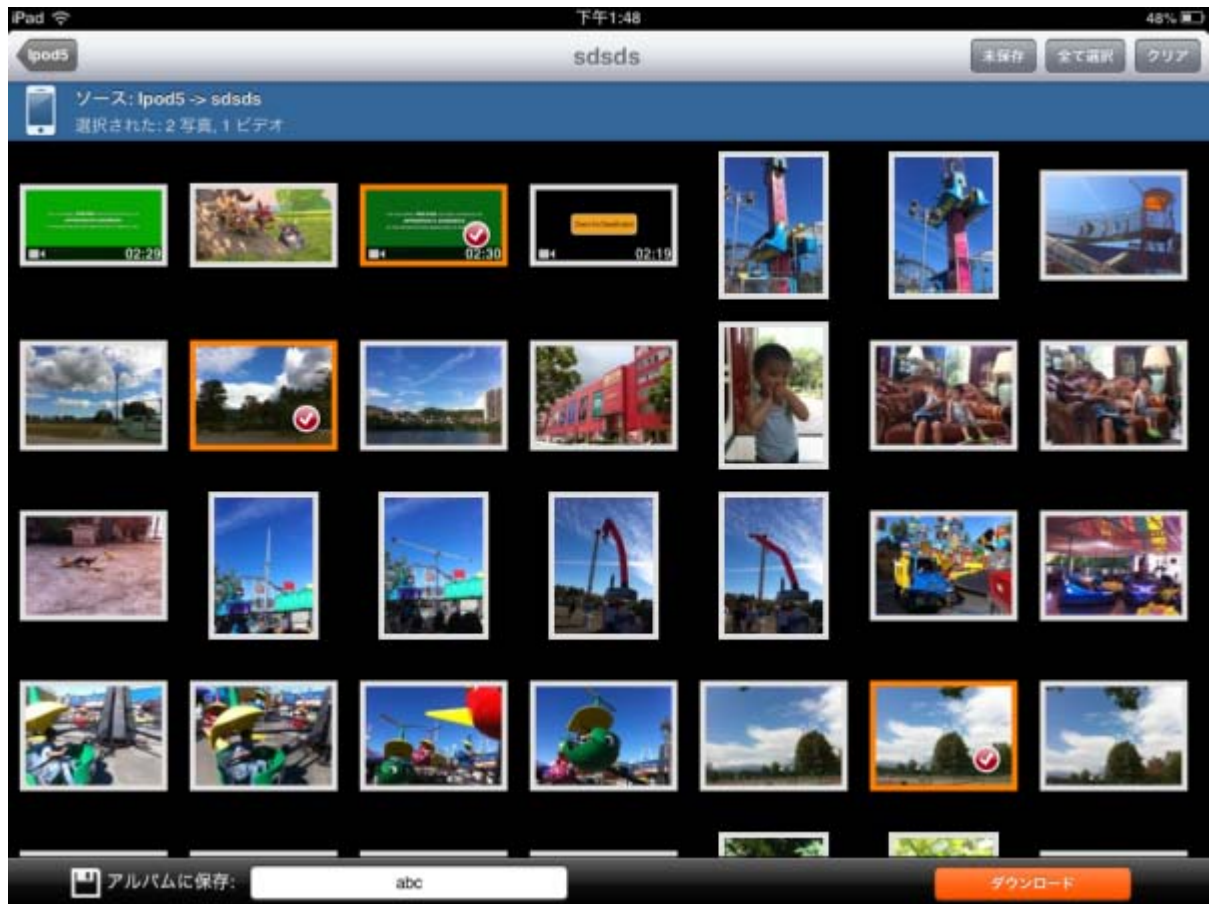 iPad
下午1:48
48%
Ipod5
sdsds
未保存
全て選択
クリア
ソース: Ipod5 -> sdsds
選択された: 2 写真, 1 ビデオ
02:29
02:30
02:19
アルバムに保存:
abc
ダウンロード